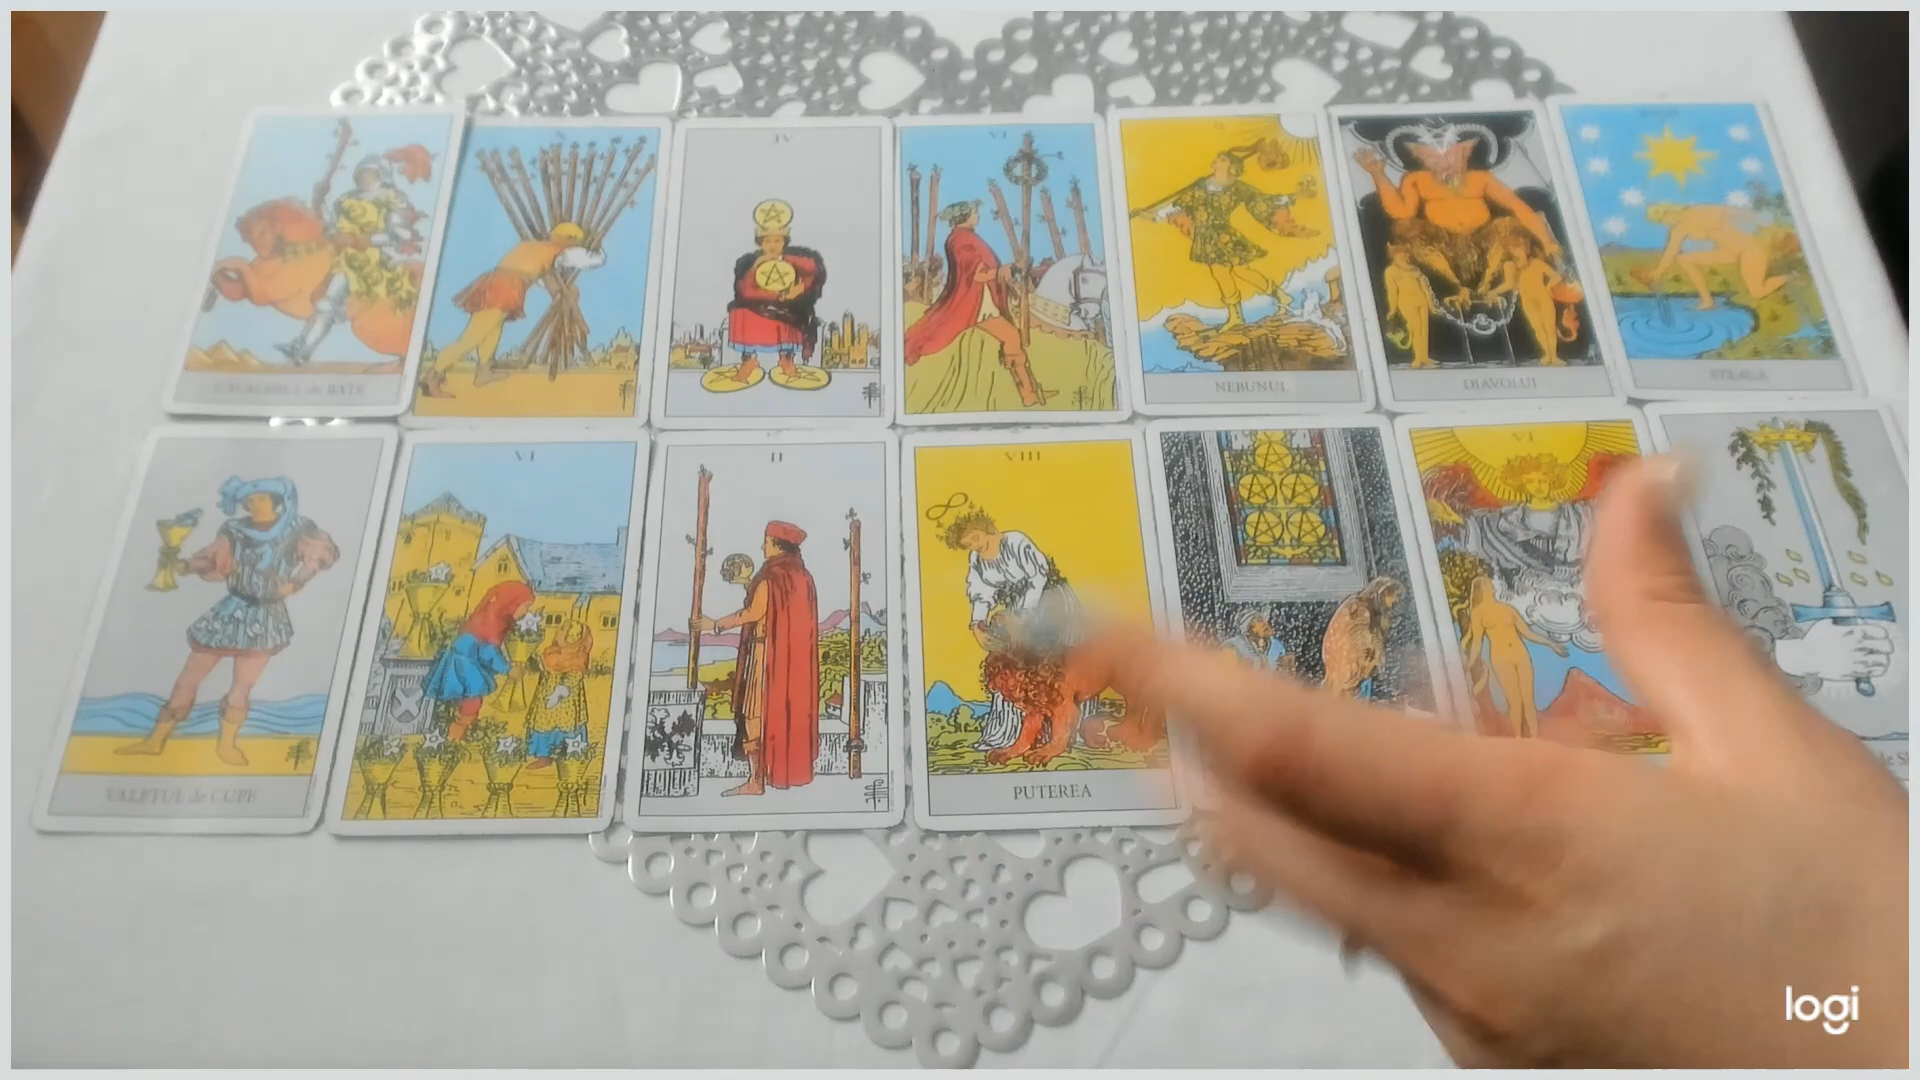 CAVALERUL de BATE
X
IV
VI
NEBUNUL
DIAVOLUL
STEAUA
VALETUL de CUPE
VI
II
VIII
PUTEREA
VI
logi